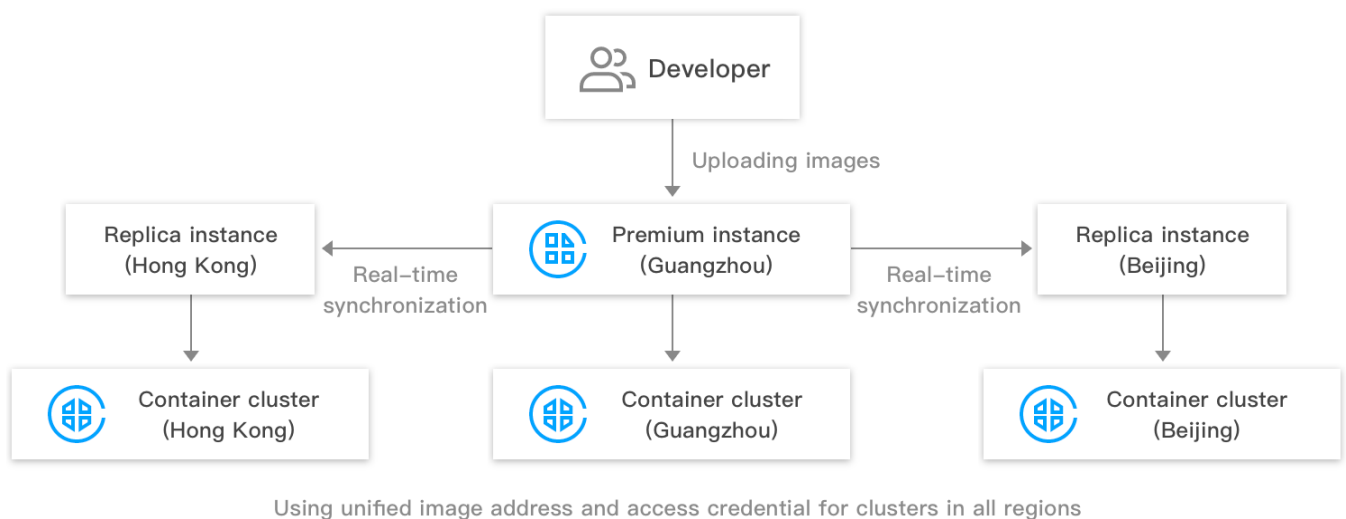 Developer
Uploading images
Replica instance
(Hong Kong)
Real-time
synchronization
Premium instance
(Guangzhou)
Real-time
synchronization
Replica instance
(Beijing)
Container cluster
(Hong Kong)
Container cluster
(Guangzhou)
Container cluster
(Beijing)
Using unified image address and access credential for clusters in all regions